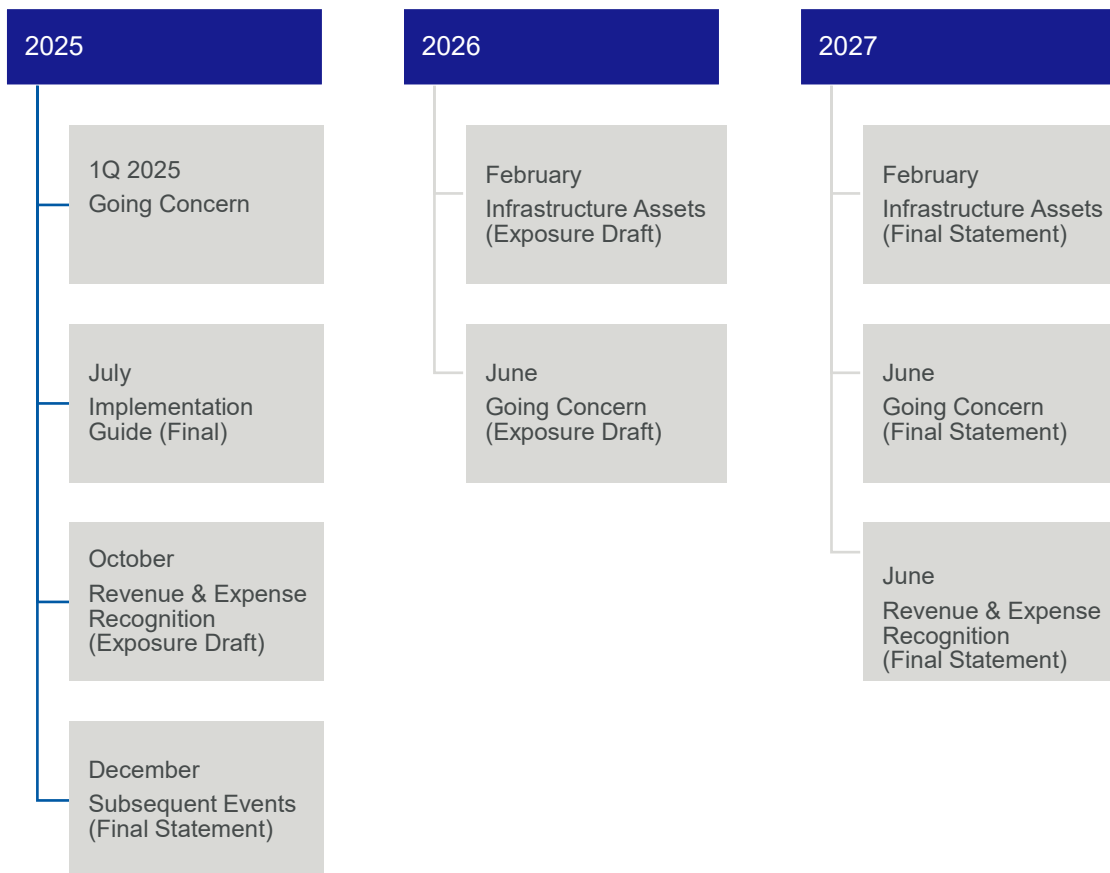 2025
1Q 2025
Going Concern
July
Implementation
Guide (Final)
October
Revenue & Expense
Recognition
(Exposure Draft)
December
Subsequent Events
(Final Statement)
2026
February
Infrastructure Assets
(Exposure Draft)
June
Going Concern
(Exposure Draft)
2027
February
Infrastructure Assets
(Final Statement)
June
Going Concern
(Final Statement)
June
Revenue & Expense
Recognition
(Final Statement)